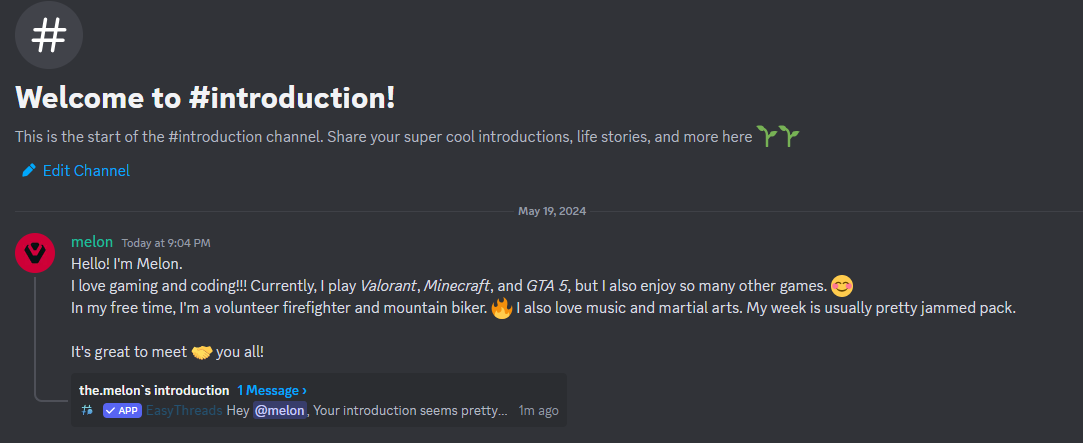 Welcome to #introduction!
This is the start of the #introduction channel. Share your super cool introductions, life stories, and more here 🌱🌱
Edit Channel
May 19, 2024
melon Today at 9:04 PM
Hello! I'm Melon.
I love gaming and coding!!! Currently, I play Valorant, Minecraft, and GTA 5, but I also enjoy so many other games. 😊
In my free time, I'm a volunteer firefighter and mountain biker. 🔥 I also love music and martial arts. My week is usually pretty jammed pack.
It's great to meet 🤝 you all!
the.melon`s introduction 1 Message ›
✓ APP EasyThreads Hey @melon, Your introduction seems pretty... 1m ago